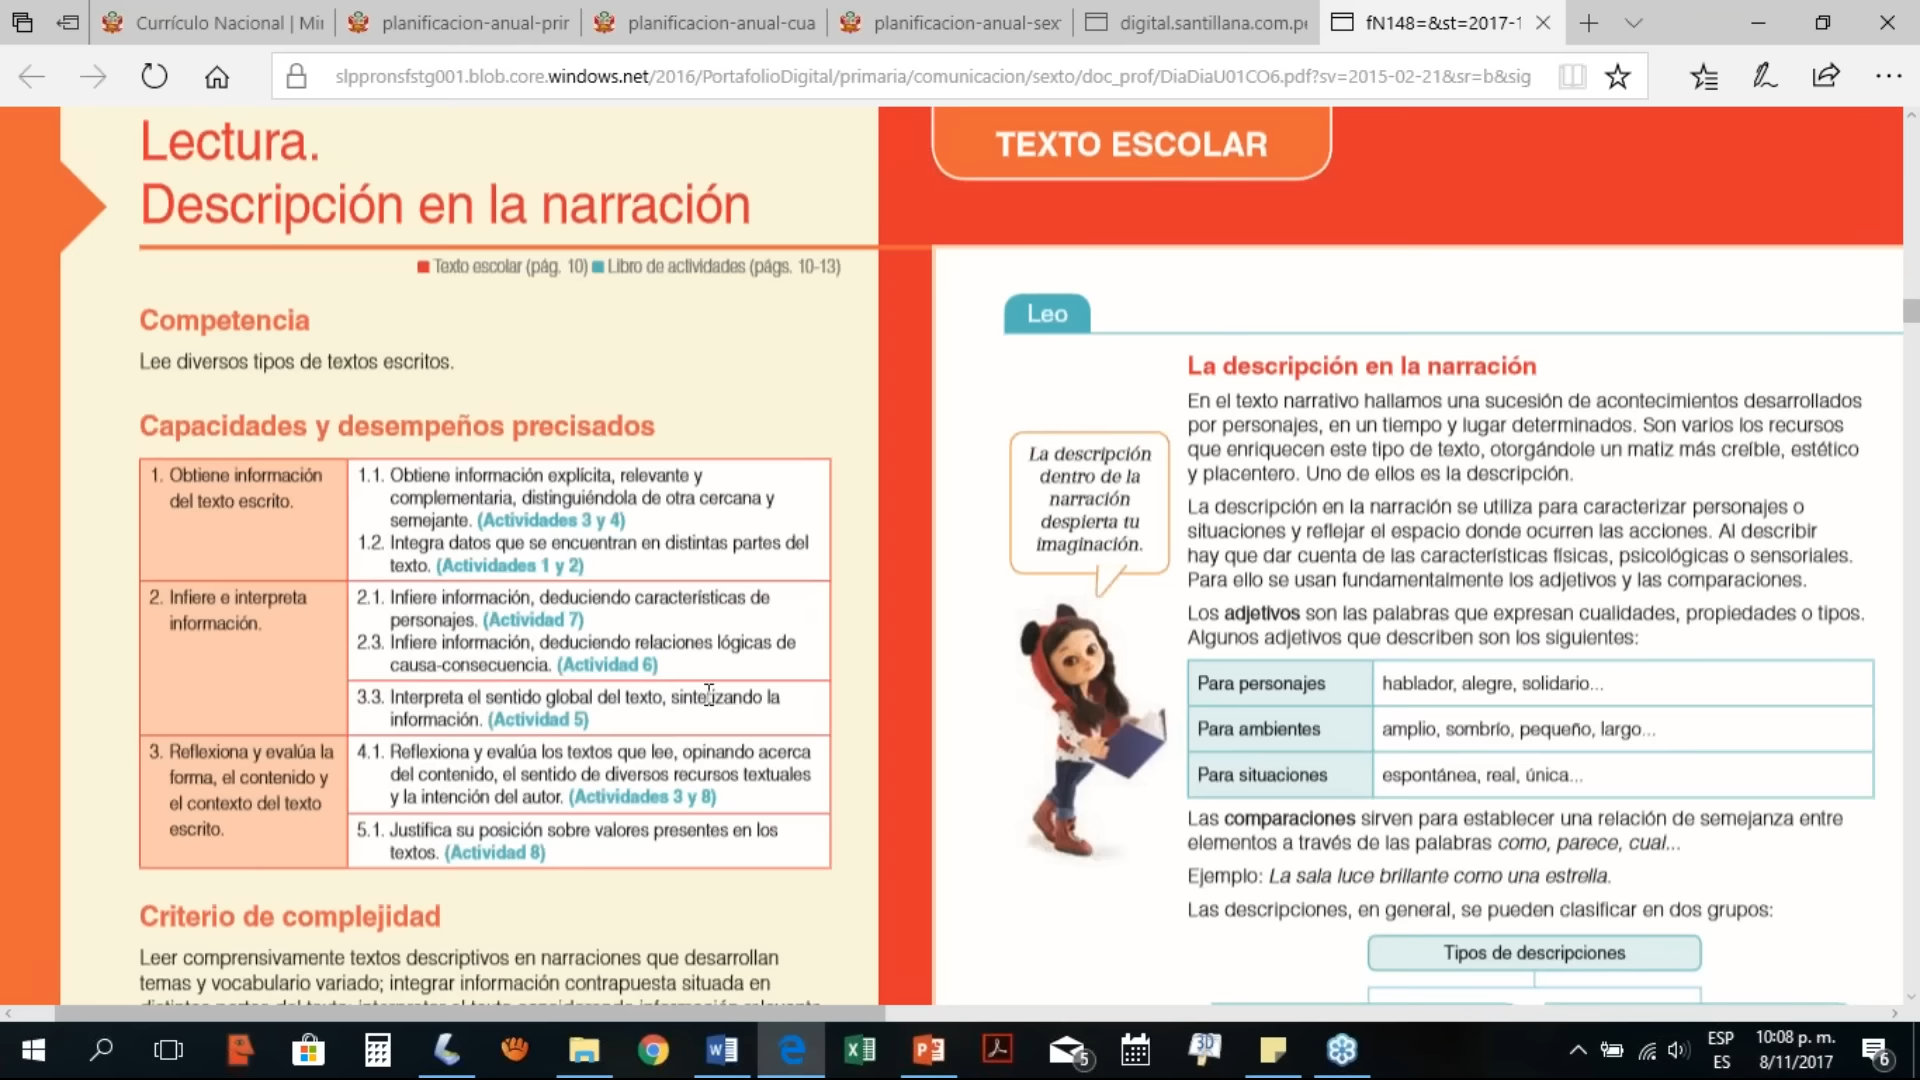 Currículo Nacional | Mii
planificacion-anual-prir
planificacion-anual-cua
planificacion-anual-sex
digital.santillana.com.pe
fN148=&st=2017-1
slppronsfstg001.blob.core.windows.net/2016/PortafolioDigital/primaria/comunicacion/sexto/doc_prof/DiaDiaU01CO6.pdf?sv=2015-02-21&sr=b&sig
Lectura.
Descripción en la narración
Texto escolar (pág. 10) Libro de actividades (págs. 10-13)
Competencia
Lee diversos tipos de textos escritos.
Capacidades y desempeños precisados
1. Obtiene información
del texto escrito.
1.1. Obtiene información explícita, relevante y
complementaria, distinguiéndola de otra cercana y
semejante. (Actividades 3 y 4)
1.2. Integra datos que se encuentran en distintas partes del
texto. (Actividades 1 y 2)
2. Infiere e interpreta
información.
2.1. Infiere información, deduciendo características de
personajes. (Actividad 7)
2.3. Infiere información, deduciendo relaciones lógicas de
causa-consecuencia. (Actividad 6)
3.3. Interpreta el sentido global del texto, sintetizando la
información. (Actividad 5)
3. Reflexiona y evalúa la
forma, el contenido y
el contexto del texto
escrito.
4.1. Reflexiona y evalúa los textos que lee, opinando acerca
del contenido, el sentido de diversos recursos textuales
y la intención del autor. (Actividades 3 y 8)
5.1. Justifica su posición sobre valores presentes en los
textos. (Actividad 8)
Criterio de complejidad
Leer comprensivamente textos descriptivos en narraciones que desarrollan
temas y vocabulario variado; integrar información contrapuesta situada en
TEXTO ESCOLAR
Leo
La descripción
dentro de la
narración
despierta tu
imaginación.
La descripción en la narración
En el texto narrativo hallamos una sucesión de acontecimientos desarrollados
por personajes, en un tiempo y lugar determinados. Son varios los recursos
que enriquecen este tipo de texto, otorgándole un matiz más creíble, estético
y placentero. Uno de ellos es la descripción.
La descripción en la narración se utiliza para caracterizar personajes o
situaciones y reflejar el espacio donde ocurren las acciones. Al describir
hay que dar cuenta de las características físicas, psicológicas o sensoriales.
Para ello se usan fundamentalmente los adjetivos y las comparaciones.
Los adjetivos son las palabras que expresan cualidades, propiedades o tipos.
Algunos adjetivos que describen son los siguientes:
Para personajes hablador, alegre, solidario...
Para ambientes amplio, sombrío, pequeño, largo...
Para situaciones espontánea, real, única...
Las comparaciones sirven para establecer una relación de semejanza entre
elementos a través de las palabras como, parece, cual...
Ejemplo: La sala luce brillante como una estrella.
Las descripciones, en general, se pueden clasificar en dos grupos:
Tipos de descripciones
5
3D
ESP
ES
10:08 p. m.
8/11/2017
6